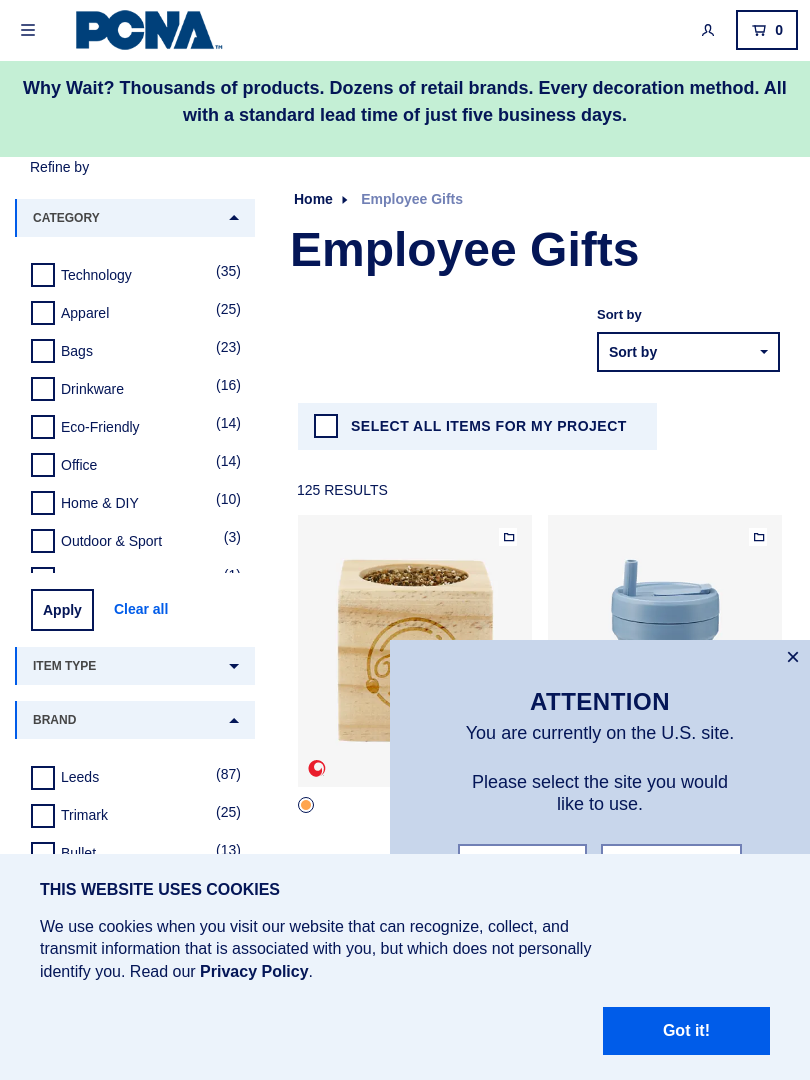 PCNA™
0
Why Wait? Thousands of products. Dozens of retail brands. Every decoration method. All
with a standard lead time of just five business days.
Refine by
CATEGORY
Technology (35)
Apparel (25)
Bags (23)
Drinkware (16)
Eco-Friendly (14)
Office (14)
Home & DIY (10)
Outdoor & Sport (3)
(1)
Apply
Clear all
ITEM TYPE
BRAND
Leeds (87)
Trimark (25)
Bullet (13)
Home
Employee Gifts
Employee Gifts
Sort by
Sort by
SELECT ALL ITEMS FOR MY PROJECT
125 RESULTS
ATTENTION
You are currently on the U.S. site.
Please select the site you would
like to use.
THIS WEBSITE USES COOKIES
We use cookies when you visit our website that can recognize, collect, and
transmit information that is associated with you, but which does not personally
identify you. Read our Privacy Policy.
Got it!